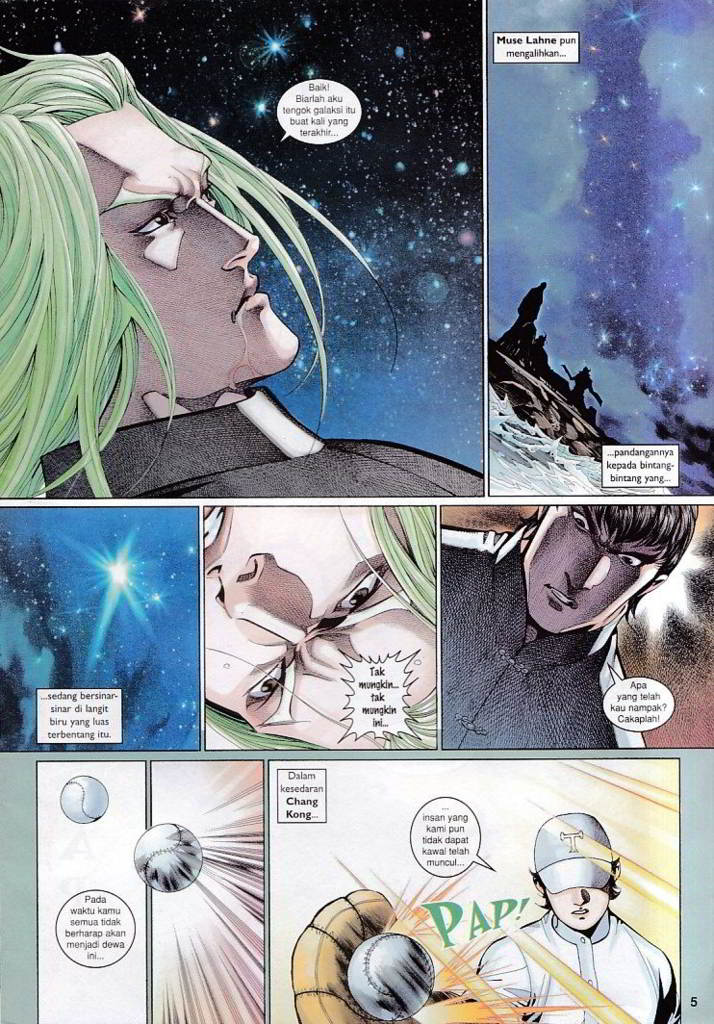 Baik!
Biarlah aku
tengok galaksi itu
buat kali yang
terakhir...
Muse Lahne pun
mengalihkan...
...pandangannya
kepada bintang-
bintang yang...
...sedang bersinar-
sinar di langit
biru yang luas
terbentang itu.
Tak
mungkin...
tak
mungkin
ini...
Apa
yang telah
kau nampak?
Cakaplah!
Pada
waktu kamu
semua tidak
berharap akan
menjadi dewa
ini...
Dalam
kesedaran
Chang
Kong...
...
insan yang
kami pun
tidak dapat
kawal telah
muncul...
T
PAP!
5